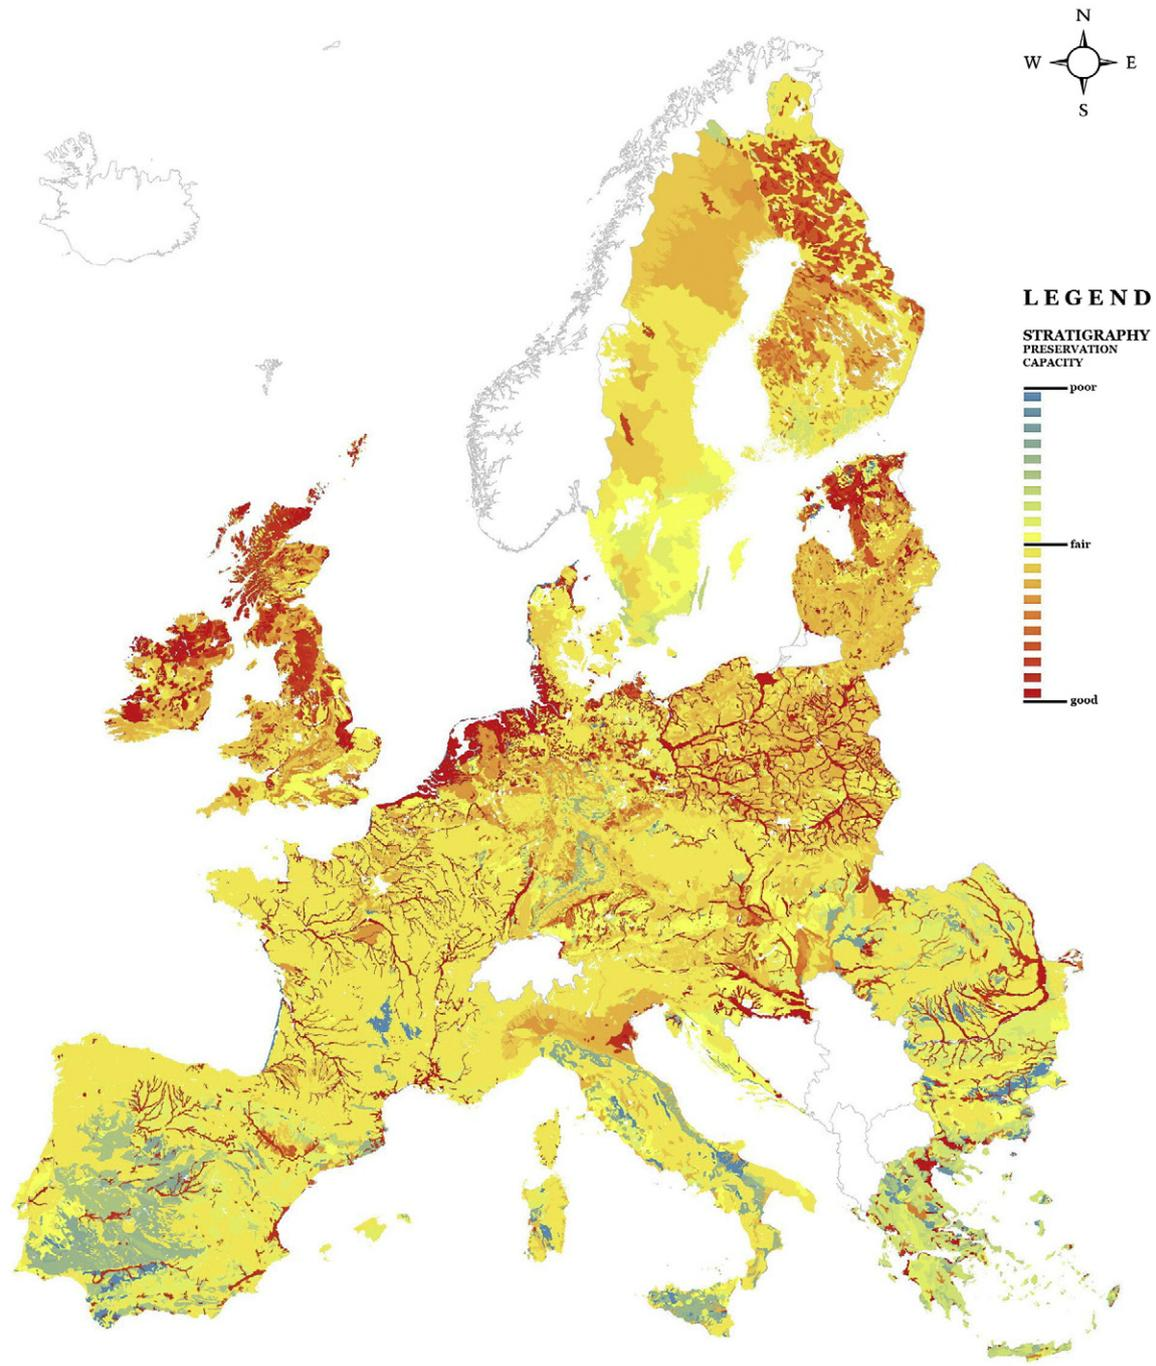 N
W E
S
LEGEND
STRATIGRAPHY
PRESERVATION
CAPACITY
poor
fair
good